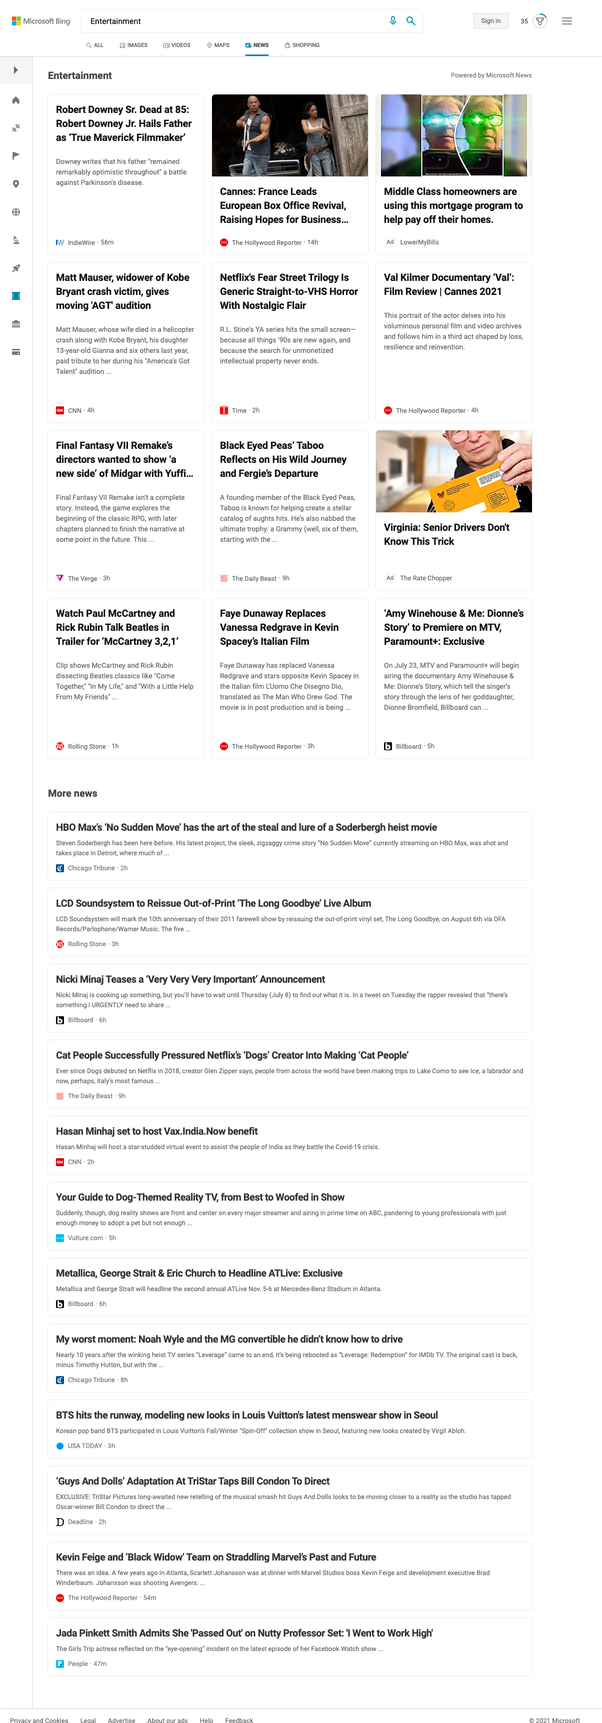 Microsoft Bing
Entertainment
Sign in
35
ALL
IMAGES
VIDEOS
MAPS
NEWS
SHOPPING
Entertainment
Powered by Microsoft News
Robert Downey Sr. Dead at 85:
Robert Downey Jr. Hails Father
as ‘True Maverick Filmmaker’
Downey writes that his father "remained
remarkably optimistic throughout" a battle
against Parkinson's disease.
IndieWire · 56m
Cannes: France Leads
European Box Office Revival,
Raising Hopes for Business…
The Hollywood Reporter · 14h
Middle Class homeowners are
using this mortgage program to
help pay off their homes.
Ad LowerMyBills
Matt Mauser, widower of Kobe
Bryant crash victim, gives
moving 'AGT' audition
Matt Mauser, whose wife died in a helicopter
crash along with Kobe Bryant, his daughter
13-year-old Gianna and six others last year,
paid tribute to her during his "America's Got
Talent" audition ...
CNN · 4h
Netflix’s Fear Street Trilogy Is
Generic Straight-to-VHS Horror
With Nostalgic Flair
R.L. Stine's YA series hits the small screen—
because all things '90s are new again, and
because the search for unmonetized
intellectual property never ends.
Time · 2h
Val Kilmer Documentary ‘Val’:
Film Review | Cannes 2021
This portrait of the actor delves into his
voluminous personal film and video archives
and follows him in a third act shaped by loss,
resilience and reinvention.
The Hollywood Reporter · 4h
Final Fantasy VII Remake’s
directors wanted to show ‘a
new side’ of Midgar with Yuffi…
Final Fantasy VII Remake isn’t a complete
story. Instead, the game explores the
beginning of the classic RPG, with later
chapters planned to finish the narrative at
some point in the future. This ...
The Verge · 3h
Black Eyed Peas’ Taboo
Reflects on His Wild Journey
and Fergie’s Departure
A founding member of the Black Eyed Peas,
Taboo is known for helping create a stellar
catalog of aughts hits. He’s also nabbed the
ultimate trophy: a Grammy (well, six of them,
starting with the ...
The Daily Beast · 9h
Virginia: Senior Drivers Don't
Know This Trick
Ad The Rate Chopper
Watch Paul McCartney and
Rick Rubin Talk Beatles in
Trailer for ‘McCartney 3,2,1’
Clip shows McCartney and Rick Rubin
dissecting Beatles classics like “Come
Together,” “In My Life,” and “With a Little Help
From My Friends” ...
Rolling Stone · 1h
Faye Dunaway Replaces
Vanessa Redgrave in Kevin
Spacey’s Italian Film
Faye Dunaway has replaced Vanessa
Redgrave and stars opposite Kevin Spacey in
the Italian film L’Uomo Che Disegno Dio,
translated as The Man Who Drew God. The
movie is in post production and is being ...
The Hollywood Reporter · 3h
‘Amy Winehouse & Me: Dionne’s
Story’ to Premiere on MTV,
Paramount+: Exclusive
On July 23, MTV and Paramount+ will begin
airing the documentary Amy Winehouse &
Me: Dionne’s Story, which tell the singer’s
story through the lens of her goddaughter,
Dionne Bromfield, Billboard can ...
Billboard · 5h
More news
HBO Max’s ‘No Sudden Move’ has the art of the steal and lure of a Soderbergh heist movie
Steven Soderbergh has been here before. His latest project, the sleek, zigzaggy crime story “No Sudden Move” currently streaming on HBO Max, was shot and
takes place in Detroit, where much of ...
Chicago Tribune · 2h
LCD Soundsystem to Reissue Out-of-Print ‘The Long Goodbye’ Live Album
LCD Soundsystem will mark the 10th anniversary of their 2011 farewell show by reissuing the out-of-print vinyl set, The Long Goodbye, on August 6th via DFA
Records/Parlophone/Warner Music. The five ...
Rolling Stone · 3h
Nicki Minaj Teases a ‘Very Very Very Important’ Announcement
Nicki Minaj is cooking up something, but you’ll have to wait until Thursday (July 8) to find out what it is. In a tweet on Tuesday the rapper revealed that “there’s
something I URGENTLY need to share ...
Billboard · 6h
Cat People Successfully Pressured Netflix’s ‘Dogs’ Creator Into Making ‘Cat People’
Ever since Dogs debuted on Netflix in 2018, creator Glen Zipper says, people from across the world have been making trips to Lake Como to see Ice, a labrador and
now, perhaps, Italy’s most famous ...
The Daily Beast · 9h
Hasan Minhaj set to host Vax.India.Now benefit
Hasan Minhaj will host a star-studded virtual event to assist the people of India as they battle the Covid-19 crisis.
CNN · 2h
Your Guide to Dog-Themed Reality TV, from Best to Woofed in Show
Suddenly, though, dog reality shows are front and center on every major streamer and airing in prime time on ABC, pandering to young professionals with just
enough money to adopt a pet but not enough ...
Vulture.com · 5h
Metallica, George Strait & Eric Church to Headline ATLive: Exclusive
Metallica and George Strait will headline the second annual ATLive Nov. 5-6 at Mercedes-Benz Stadium in Atlanta.
Billboard · 6h
My worst moment: Noah Wyle and the MG convertible he didn’t know how to drive
Nearly 10 years after the winking heist TV series “Leverage” came to an end, it’s being rebooted as “Leverage: Redemption” for IMDb TV. The original cast is back,
minus Timothy Hutton, but with the ...
Chicago Tribune · 8h
BTS hits the runway, modeling new looks in Louis Vuitton's latest menswear show in Seoul
Korean pop band BTS participated in Louis Vuitton's Fall/Winter "Spin-Off" collection show in Seoul, featuring new looks created by Virgil Abloh.
USA TODAY · 3h
‘Guys And Dolls’ Adaptation At TriStar Taps Bill Condon To Direct
EXCLUSIVE: TriStar Pictures long-awaited new retelling of the musical smash hit Guys And Dolls looks to be moving closer to a reality as the studio has tapped
Oscar-winner Bill Condon to direct the ...
Deadline · 2h
Kevin Feige and ‘Black Widow’ Team on Straddling Marvel’s Past and Future
There was an idea. A few years ago in Atlanta, Scarlett Johansson was at dinner with Marvel Studios boss Kevin Feige and development executive Brad
Winderbaum. Johansson was shooting Avengers: ...
The Hollywood Reporter · 54m
Jada Pinkett Smith Admits She 'Passed Out' on Nutty Professor Set: 'I Went to Work High'
The Girls Trip actress reflected on the “eye-opening” incident on the latest episode of her Facebook Watch show ...
People · 47m
Privacy and Cookies
Legal
Advertise
About our ads
Help
Feedback
© 2021 Microsoft